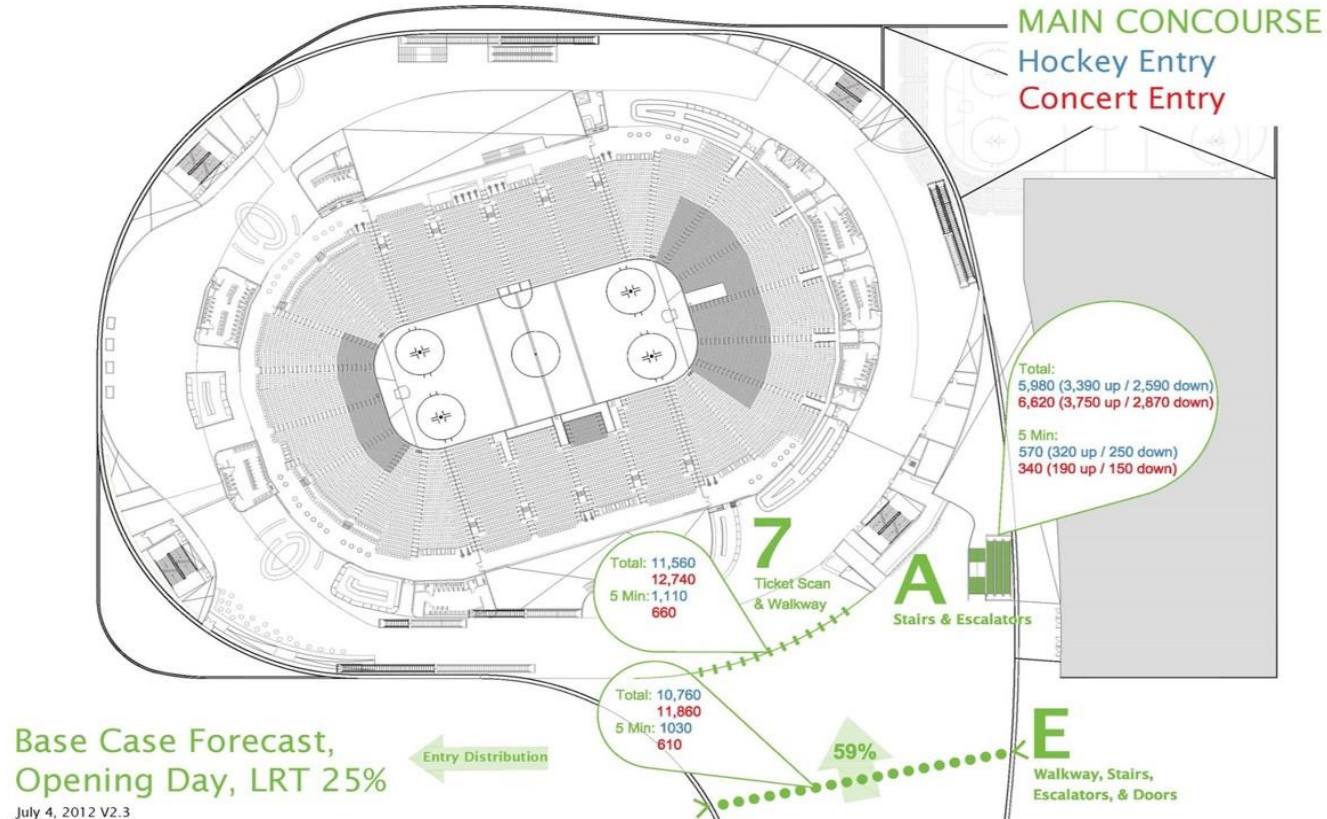 MAIN CONCOURSE
Hockey Entry
Concert Entry
Total:
5,980 (3,390 up / 2,590 down)
6,620 (3,750 up / 2,870 down)
5 Min:
570 (320 up / 250 down)
340 (190 up / 150 down)
7
Ticket Scan
& Walkway
Total: 11,560
12,740
5 Min: 1,110
660
A
Stairs & Escalators
Total: 10,760
11,860
5 Min: 1030
610
59%
E
Walkway, Stairs,
Escalators, & Doors
Entry Distribution
Base Case Forecast,
Opening Day, LRT 25%
July 4, 2012 V2.3